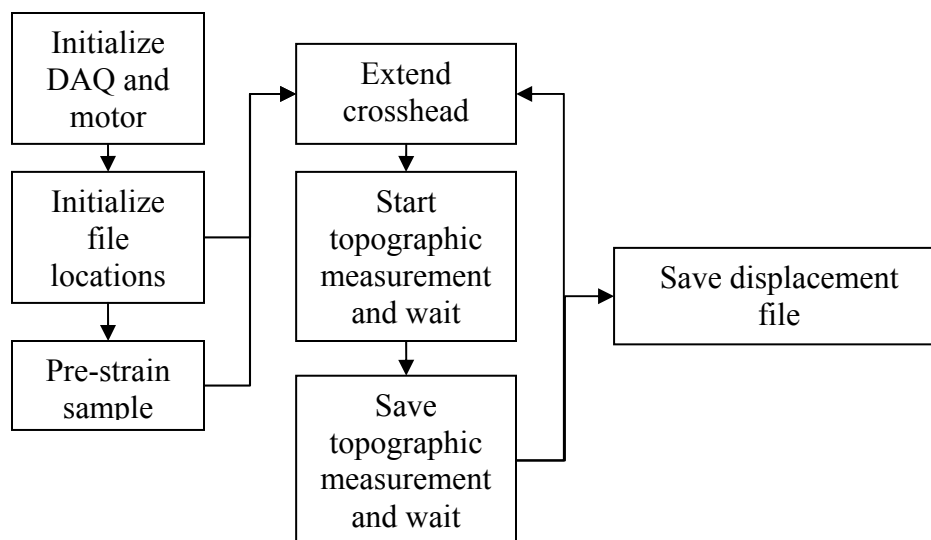 Initialize
DAQ and
motor
Initialize
file
locations
Pre-strain
sample
Extend
crosshead
Start
topographic
measurement
and wait
Save
topographic
measurement
and wait
Save displacement
file